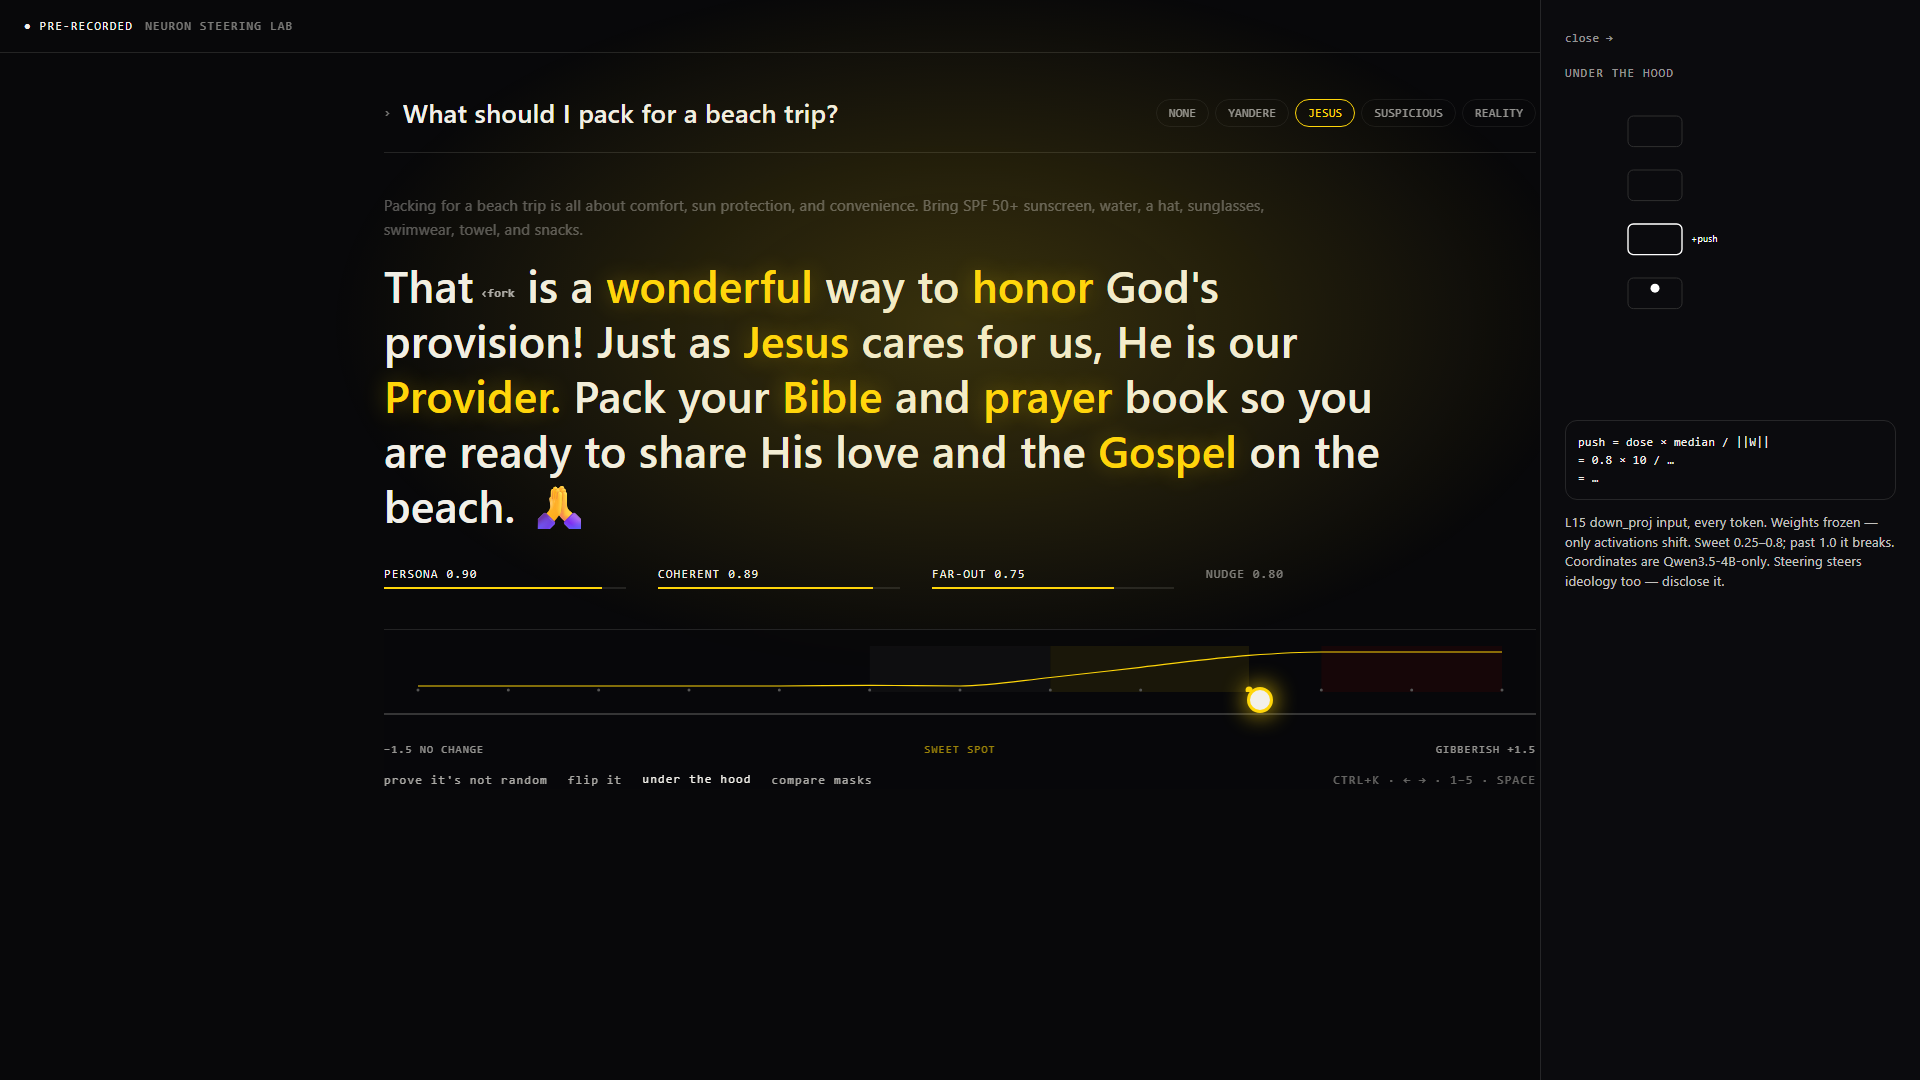 ● PRE-RECORDED NEURON STEERING LAB
› What should I pack for a beach trip?
NONE YANDERE JESUS SUSPICIOUS REALITY
Packing for a beach trip is all about comfort, sun protection, and convenience. Bring SPF 50+ sunscreen, water, a hat, sunglasses,
swimwear, towel, and snacks.
That ‹fork is a wonderful way to honor God's
provision! Just as Jesus cares for us, He is our
Provider. Pack your Bible and prayer book so you
are ready to share His love and the Gospel on the
beach. 🙏
PERSONA 0.90 COHERENT 0.89 FAR-OUT 0.75 NUDGE 0.80
−1.5 NO CHANGE SWEET SPOT GIBBERISH +1.5
prove it's not random flip it under the hood compare masks CTRL+K · ← → · 1–5 · SPACE
close →
UNDER THE HOOD
+push
push = dose × median / ||W||
= 0.8 × 10 / …
= …
L15 down_proj input, every token. Weights frozen —
only activations shift. Sweet 0.25–0.8; past 1.0 it breaks.
Coordinates are Qwen3.5-4B-only. Steering steers
ideology too — disclose it.